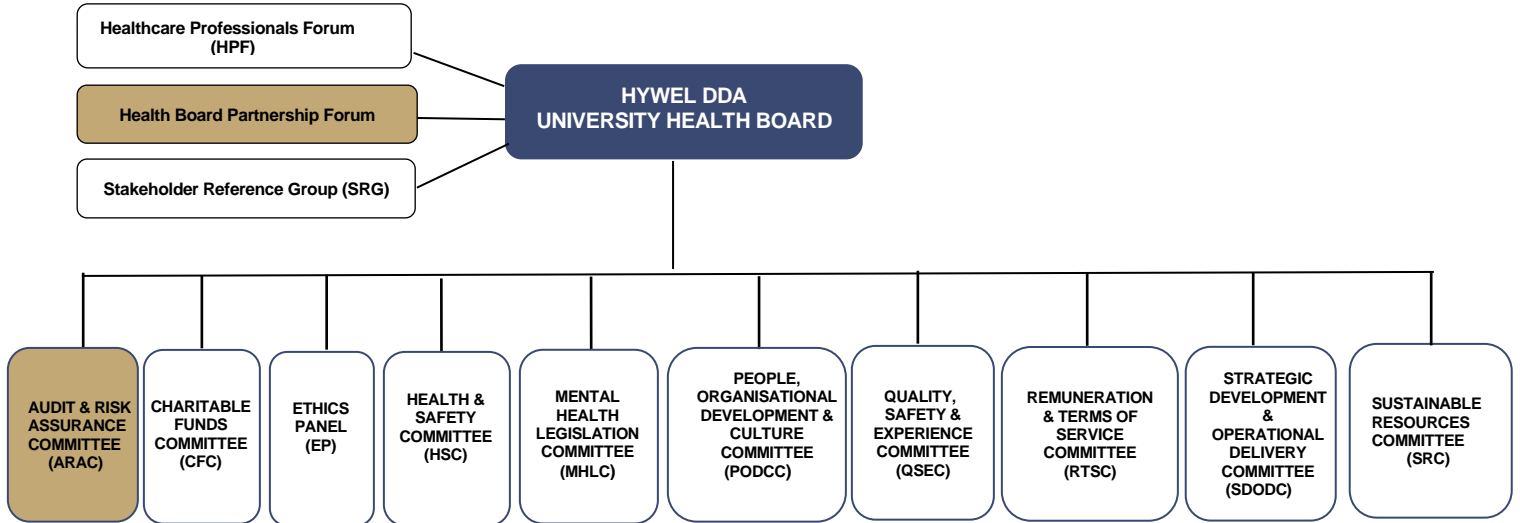 Healthcare Professionals Forum
(HPF)
Health Board Partnership Forum
Stakeholder Reference Group (SRG)
HYWEL DDA
UNIVERSITY HEALTH BOARD
AUDIT & RISK
ASSURANCE
COMMITTEE
(ARAC)
CHARITABLE
FUNDS
COMMITTEE
(CFC)
ETHICS
PANEL
(EP)
HEALTH &
SAFETY
COMMITTEE
(HSC)
MENTAL
HEALTH
LEGISLATION
COMMITTEE
(MHLC)
PEOPLE,
ORGANISATIONAL
DEVELOPMENT &
CULTURE
COMMITTEE
(PODCC)
QUALITY,
SAFETY &
EXPERIENCE
COMMITTEE
(QSEC)
REMUNERATION
& TERMS OF
SERVICE
COMMITTEE
(RTSC)
STRATEGIC
DEVELOPMENT
&
OPERATIONAL
DELIVERY
COMMITTEE
(SDODC)
SUSTAINABLE
RESOURCES
COMMITTEE
(SRC)